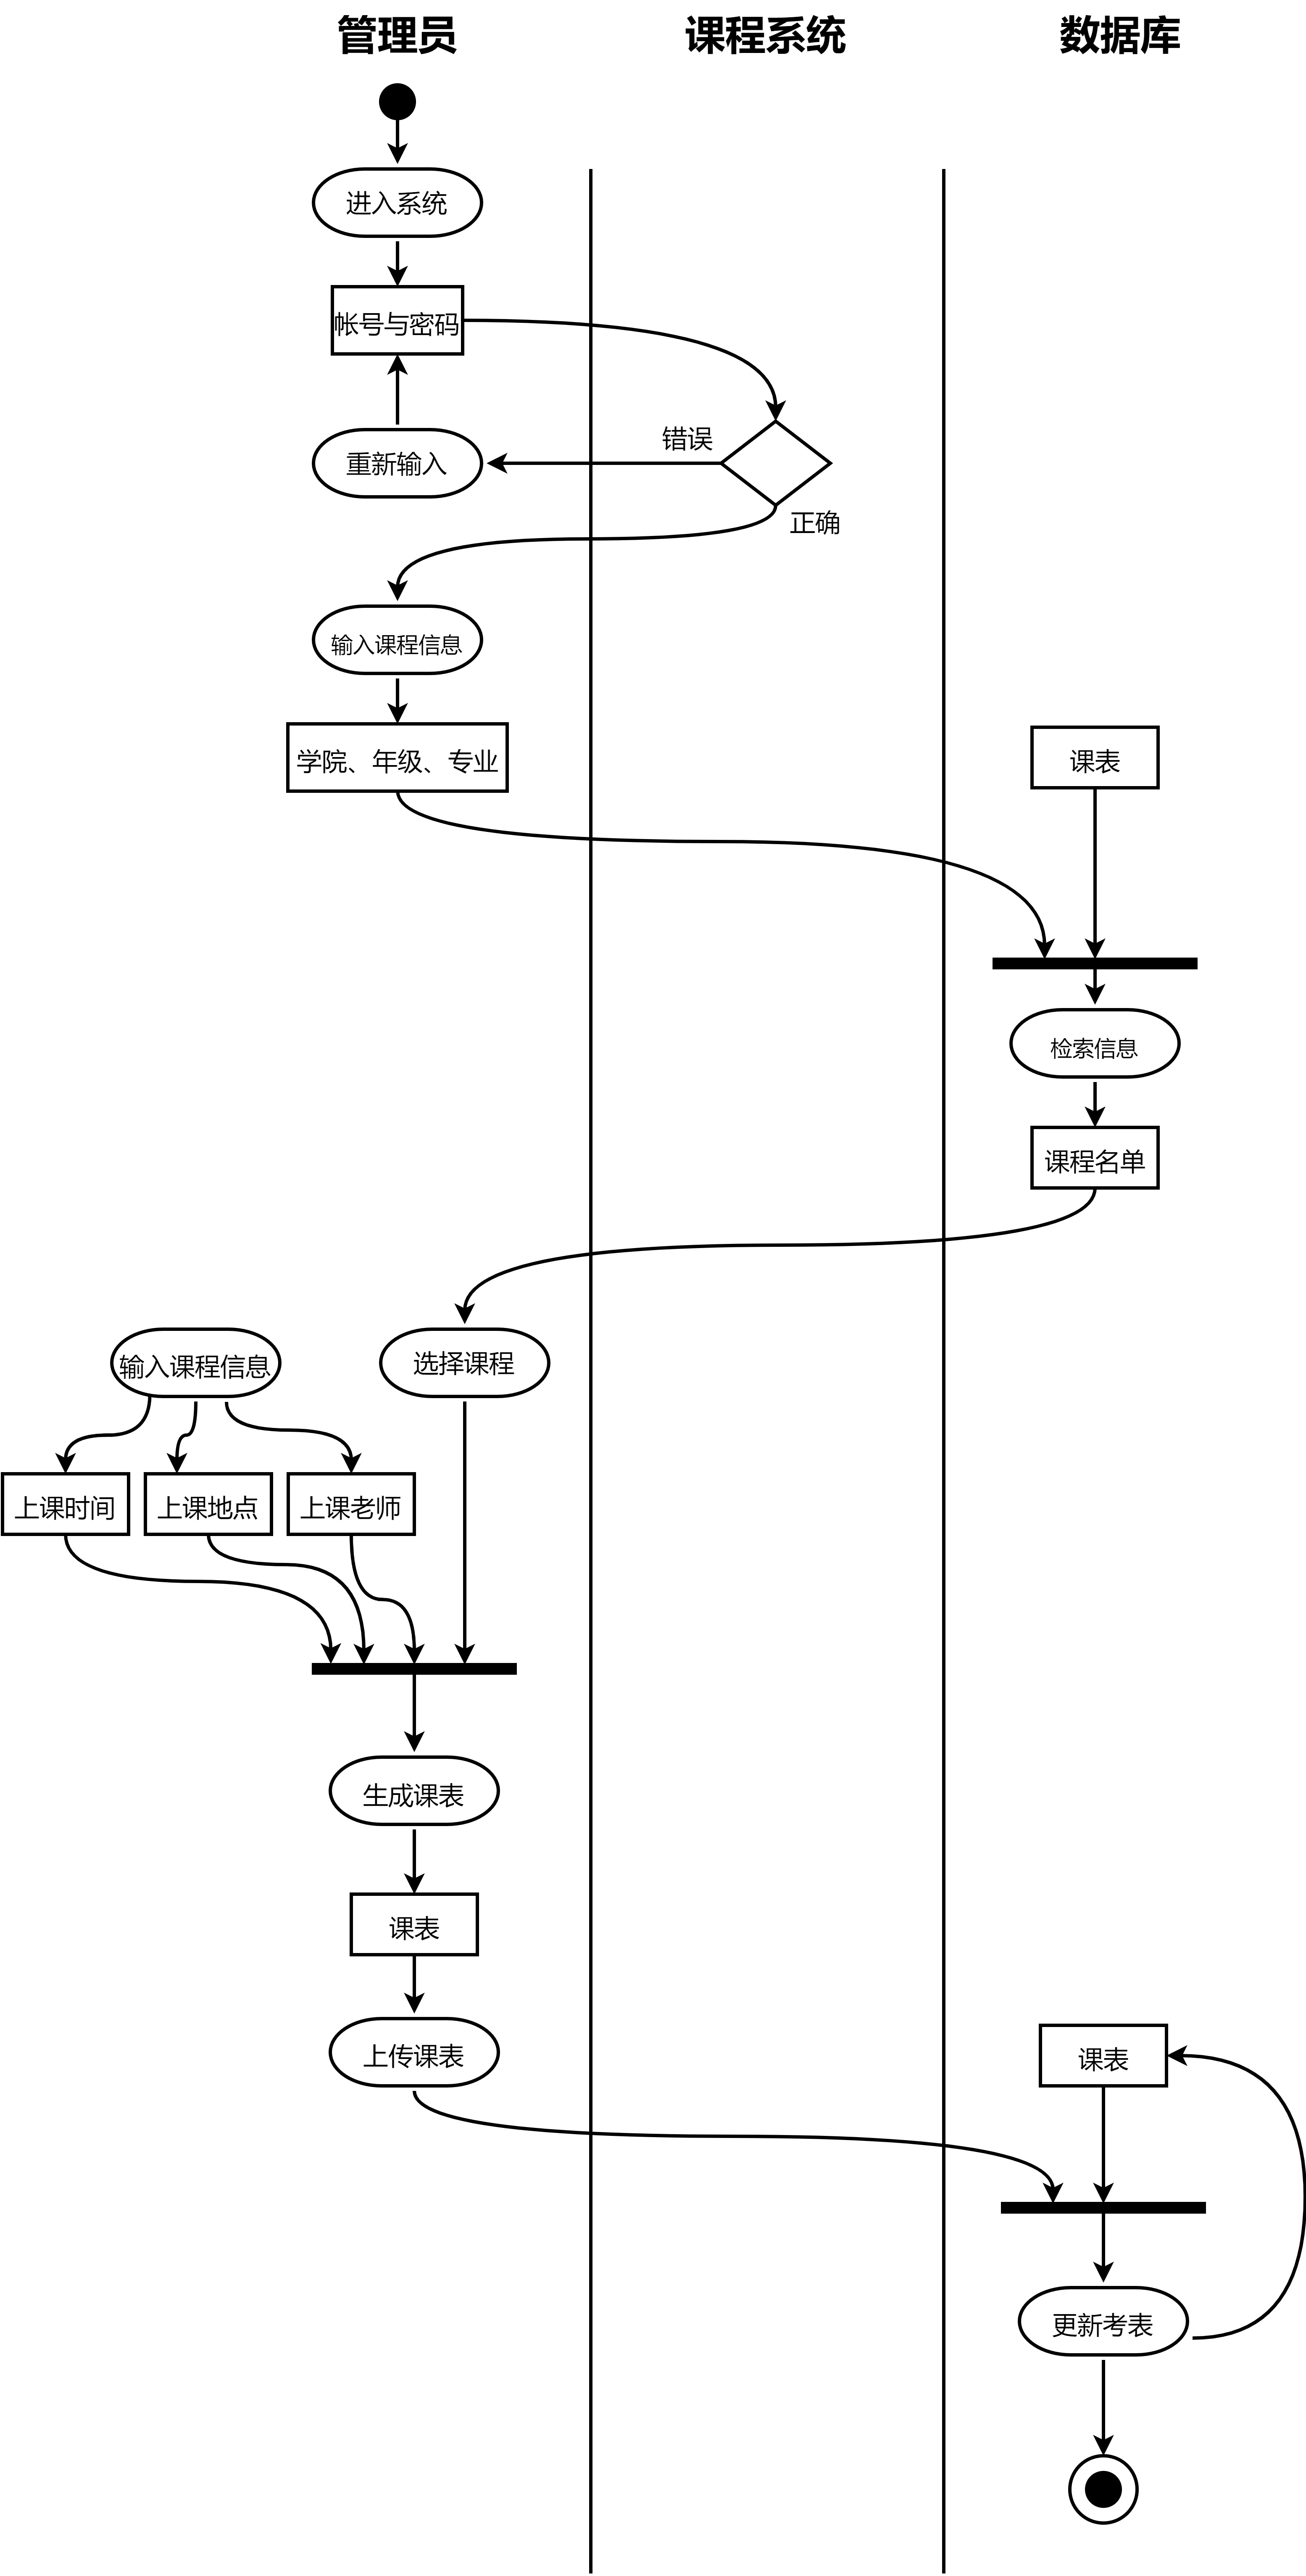 管理员
课程系统
数据库
进入系统
帐号与密码
错误
重新输入
正确
输入课程信息
学院、年级、专业
课表
检索信息
课程名单
输入课程信息
选择课程
上课时间
上课地点
上课老师
生成课表
课表
上传课表
课表
更新考表